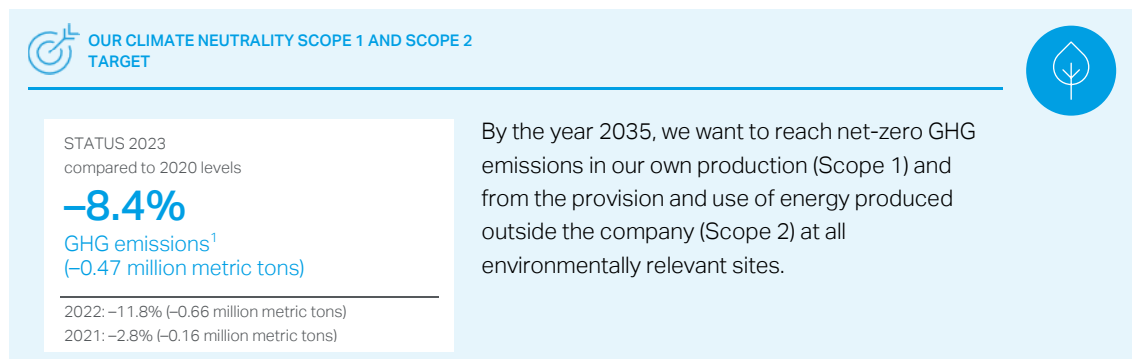 OUR CLIMATE NEUTRALITY SCOPE 1 AND SCOPE 2
TARGET
STATUS 2023
compared to 2020 levels
–8.4%
GHG emissions¹
(–0.47 million metric tons)
2022: –11.8% (–0.66 million metric tons)
2021: –2.8% (–0.16 million metric tons)
By the year 2035, we want to reach net-zero GHG
emissions in our own production (Scope 1) and
from the provision and use of energy produced
outside the company (Scope 2) at all
environmentally relevant sites.